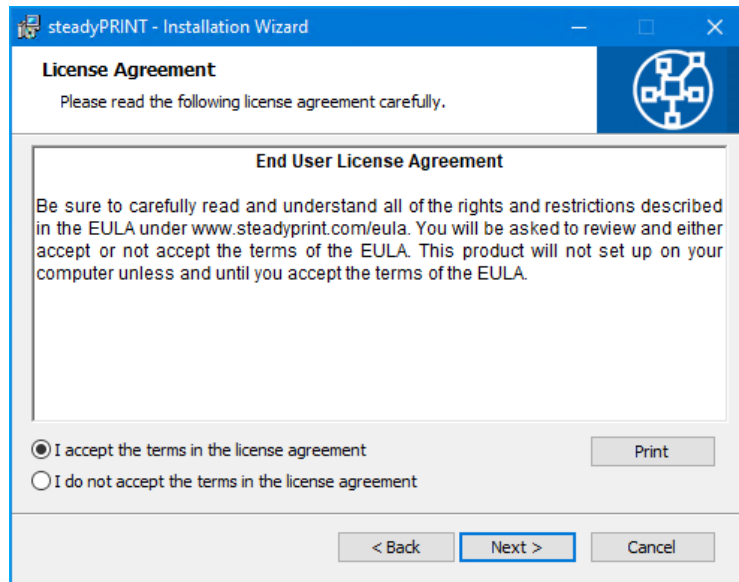 steadyPRINT - Installation Wizard
License Agreement
Please read the following license agreement carefully.
End User License Agreement
Be sure to carefully read and understand all of the rights and restrictions described
in the EULA under www.steadyprint.com/eula. You will be asked to review and either
accept or not accept the terms of the EULA. This product will not set up on your
computer unless and until you accept the terms of the EULA.
I accept the terms in the license agreement
Print
I do not accept the terms in the license agreement
< Back
Next >
Cancel